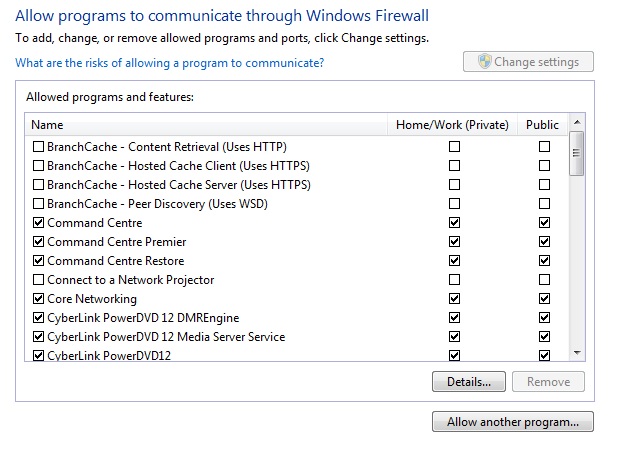 Allow programs to communicate through Windows Firewall
To add, change, or remove allowed programs and ports, click Change settings.
What are the risks of allowing a program to communicate?
Change settings
Allowed programs and features:
Name Home/Work (Private) Public
BranchCache - Content Retrieval (Uses HTTP)
BranchCache - Hosted Cache Client (Uses HTTPS)
BranchCache - Hosted Cache Server (Uses HTTPS)
BranchCache - Peer Discovery (Uses WSD)
Command Centre
Command Centre Premier
Command Centre Restore
Connect to a Network Projector
Core Networking
CyberLink PowerDVD 12 DMREngine
CyberLink PowerDVD 12 Media Server Service
CyberLink PowerDVD12
Details... Remove
Allow another program...